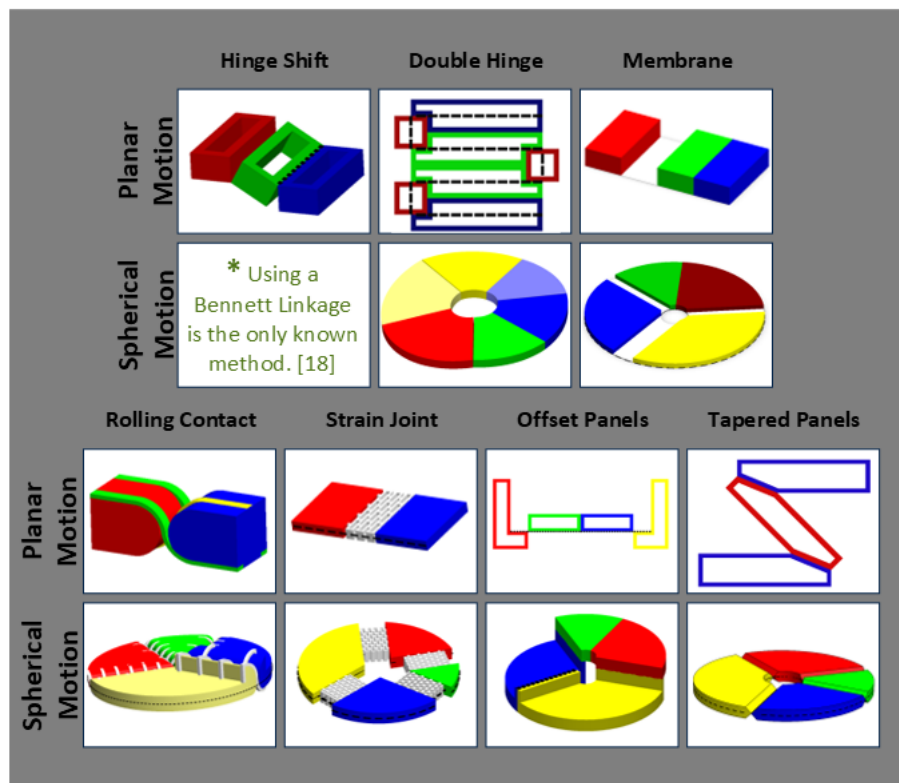 Hinge Shift
Double Hinge
Membrane
Planar
Motion
Spherical
Motion
* Using a
Bennett Linkage
is the only known
method. [18]
Rolling Contact
Strain Joint
Offset Panels
Tapered Panels
Planar
Motion
Spherical
Motion